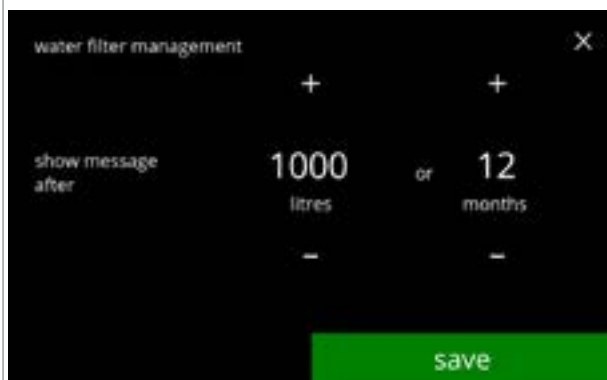 water filter management
+ +
show message
after
1000 or 12
litres months
- -
save